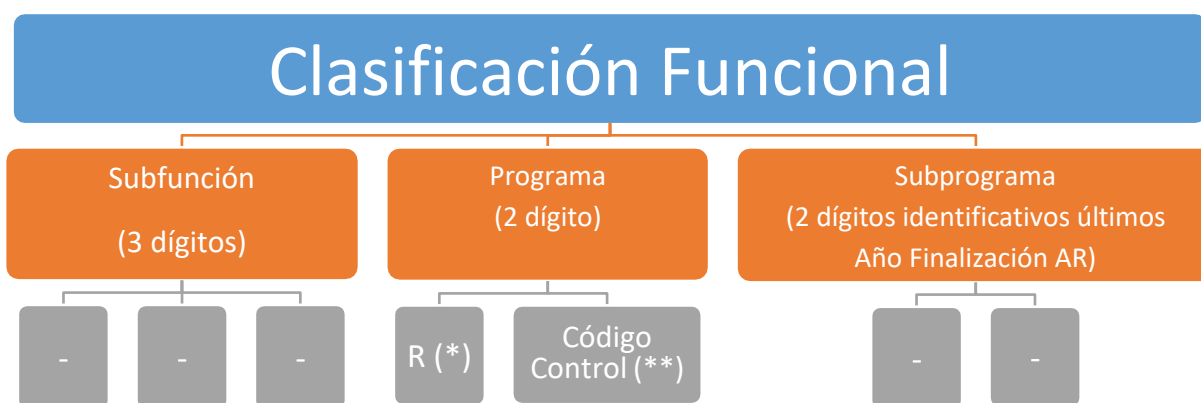 Clasificación Funcional
Subfunción
(3 dígitos)
Programa
(2 dígito)
Subprograma
(2 dígitos identificativos últimos
Año Finalización AR)
-
-
-
R (*)
Código
Control (**)
-
-